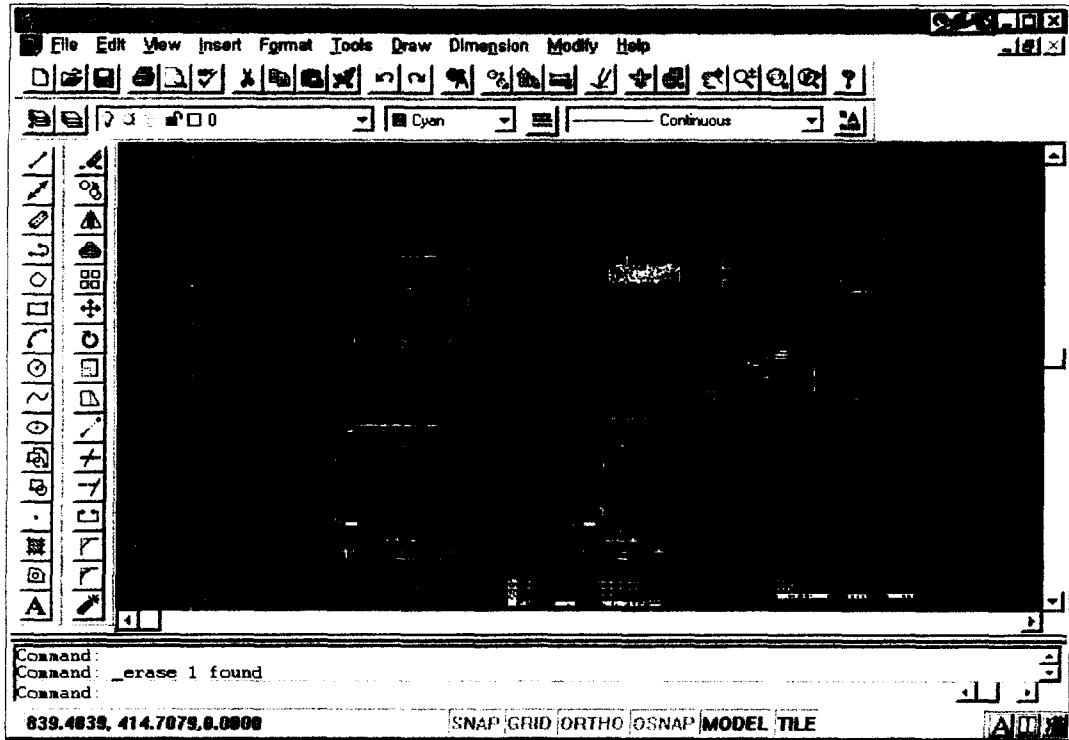 File Edit View Insert Format Tools Draw Dimension Modify Help
0 Cyan Continuous
Command:
Command: _erase 1 found
Command:
839.4039, 414.7079,0.0000 SNAP GRID ORTHO OSNAP MODEL TILE